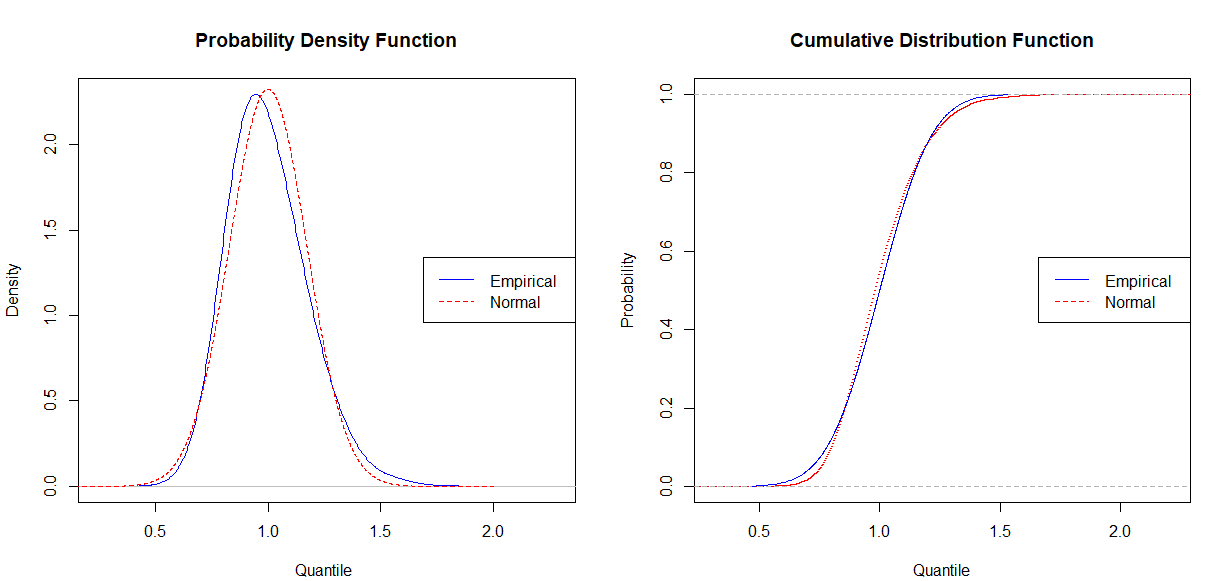 Probability Density Function
Density
0.0
0.5
1.0
1.5
2.0
0.5 1.0 1.5 2.0
Quantile
Empirical
Normal
Cumulative Distribution Function
Probability
0.0
0.2
0.4
0.6
0.8
1.0
0.5 1.0 1.5 2.0
Quantile
Empirical
Normal